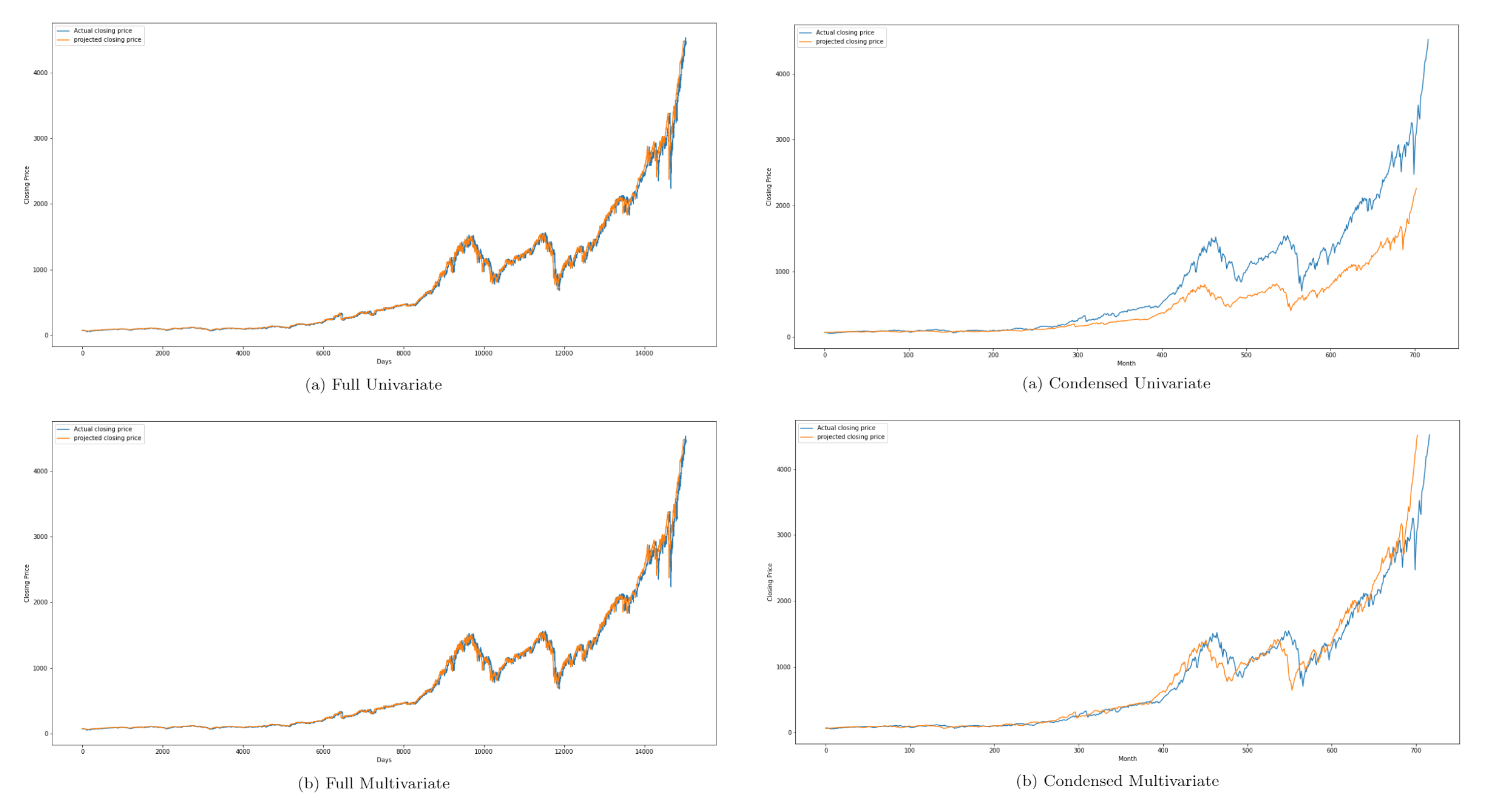 Actual closing price
projected closing price
4000
3000
2000
1000
0
Closing Price
0 2000 4000 6000 8000 10000 12000 14000
Days
(a) Full Univariate
Actual closing price
projected closing price
4000
3000
2000
1000
0
Closing Price
0 100 200 300 400 500 600 700
Month
(a) Condensed Univariate
Actual closing price
projected closing price
4000
3000
2000
1000
0
Closing Price
0 2000 4000 6000 8000 10000 12000 14000
Days
(b) Full Multivariate
Actual closing price
projected closing price
4000
3000
2000
1000
0
Closing Price
0 100 200 300 400 500 600 700
Month
(b) Condensed Multivariate